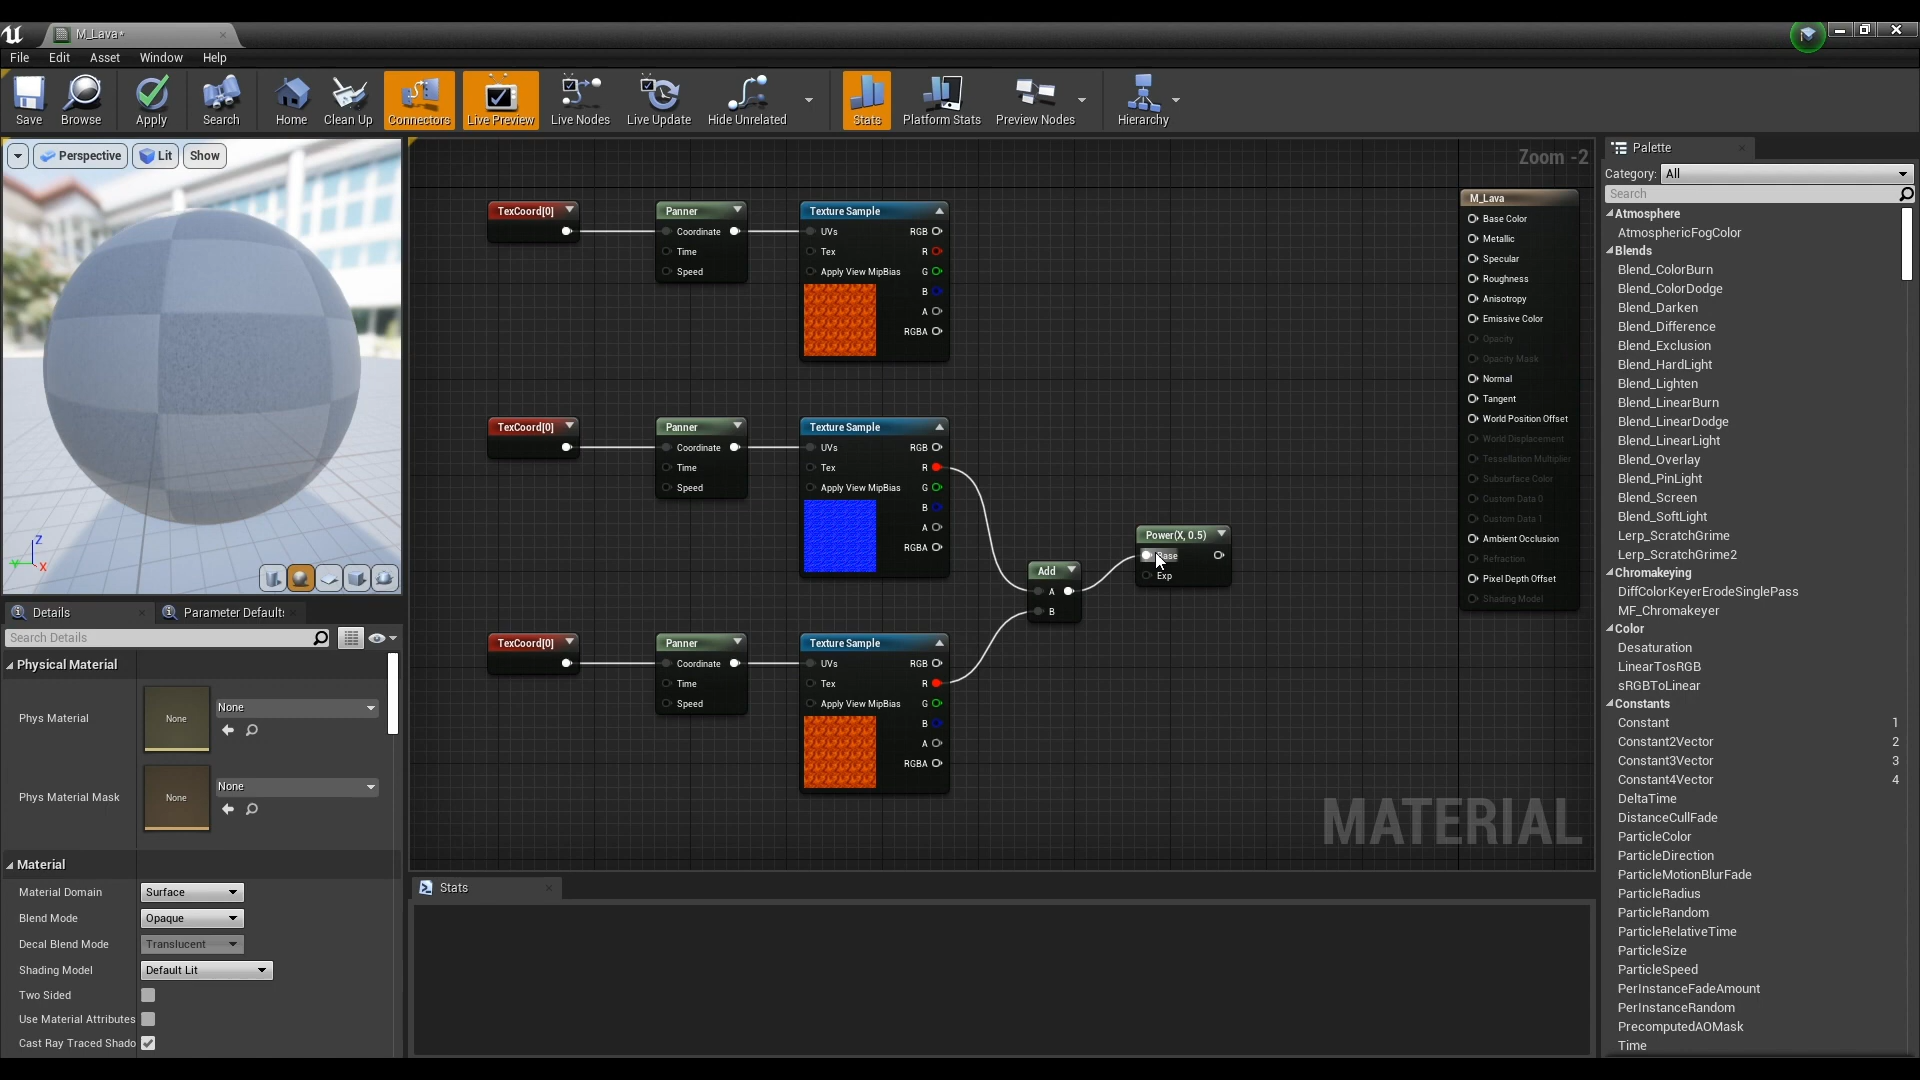 M_Lava*
File Edit Asset Window Help
Save Browse Apply Search Home Clean Up Connectors Live Preview Live Nodes Live Update Hide Unrelated Stats Platform Stats Preview Nodes Hierarchy
Perspective Lit Show
Z
Y
X
Zoom -2
TexCoord[0] Panner Texture Sample
Coordinate UVs RGB
Time Tex R
Speed Apply View MipBias G
B
A
RGBA
TexCoord[0] Panner Texture Sample
Coordinate UVs RGB
Time Tex R
Speed Apply View MipBias G
B
A
RGBA
Add
A
B
Power(X, 0.5)
Base
Exp
TexCoord[0] Panner Texture Sample
Coordinate UVs RGB
Time Tex R
Speed Apply View MipBias G
B
A
RGBA
M_Lava
Base Color
Metallic
Specular
Roughness
Anisotropy
Emissive Color
Opacity
Opacity Mask
Normal
Tangent
World Position Offset
World Displacement
Tessellation Multiplier
Subsurface Color
Custom Data 0
Custom Data 1
Ambient Occlusion
Refraction
Pixel Depth Offset
Shading Model
MATERIAL
Details Parameter Default
Search Details
Physical Material
Phys Material None None
Phys Material Mask None None
Material
Material Domain Surface
Blend Mode Opaque
Decal Blend Mode Translucent
Shading Model Default Lit
Two Sided
Use Material Attributes
Cast Ray Traced Shado
Stats
Palette
Category: All
Search
Atmosphere
AtmosphericFogColor
Blends
Blend_ColorBurn
Blend_ColorDodge
Blend_Darken
Blend_Difference
Blend_Exclusion
Blend_HardLight
Blend_Lighten
Blend_LinearBurn
Blend_LinearDodge
Blend_LinearLight
Blend_Overlay
Blend_PinLight
Blend_Screen
Blend_SoftLight
Lerp_ScratchGrime
Lerp_ScratchGrime2
Chromakeying
DiffColorKeyerErodeSinglePass
MF_Chromakeyer
Color
Desaturation
LinearTosRGB
sRGBToLinear
Constants
Constant 1
Constant2Vector 2
Constant3Vector 3
Constant4Vector 4
DeltaTime
DistanceCullFade
ParticleColor
ParticleDirection
ParticleMotionBlurFade
ParticleRadius
ParticleRandom
ParticleRelativeTime
ParticleSize
ParticleSpeed
PerInstanceFadeAmount
PerInstanceRandom
PrecomputedAOMask
Time